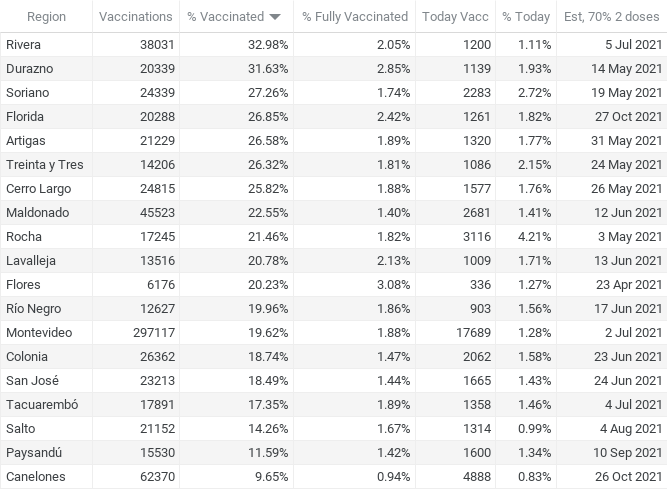 Region Vaccinations % Vaccinated % Fully Vaccinated Today Vacc % Today Est, 70% 2 doses
Rivera 38031 32.98% 2.05% 1200 1.11% 5 Jul 2021
Durazno 20339 31.63% 2.85% 1139 1.93% 14 May 2021
Soriano 24339 27.26% 1.74% 2283 2.72% 19 May 2021
Florida 20288 26.85% 2.42% 1261 1.82% 27 Oct 2021
Artigas 21229 26.58% 1.89% 1320 1.77% 31 May 2021
Treinta y Tres 14206 26.32% 1.81% 1086 2.15% 24 May 2021
Cerro Largo 24815 25.82% 1.88% 1577 1.76% 26 May 2021
Maldonado 45523 22.55% 1.40% 2681 1.41% 12 Jun 2021
Rocha 17245 21.46% 1.82% 3116 4.21% 3 May 2021
Lavalleja 13516 20.78% 2.13% 1009 1.71% 13 Jun 2021
Flores 6176 20.23% 3.08% 336 1.27% 23 Apr 2021
Río Negro 12627 19.96% 1.86% 903 1.56% 17 Jun 2021
Montevideo 297117 19.62% 1.88% 17689 1.28% 2 Jul 2021
Colonia 26362 18.74% 1.47% 2062 1.58% 23 Jun 2021
San José 23213 18.49% 1.44% 1665 1.43% 24 Jun 2021
Tacuarembó 17891 17.35% 1.89% 1358 1.46% 4 Jul 2021
Salto 21152 14.26% 1.67% 1314 0.99% 4 Aug 2021
Paysandú 15530 11.59% 1.42% 1600 1.34% 10 Sep 2021
Canelones 62370 9.65% 0.94% 4888 0.83% 26 Oct 2021